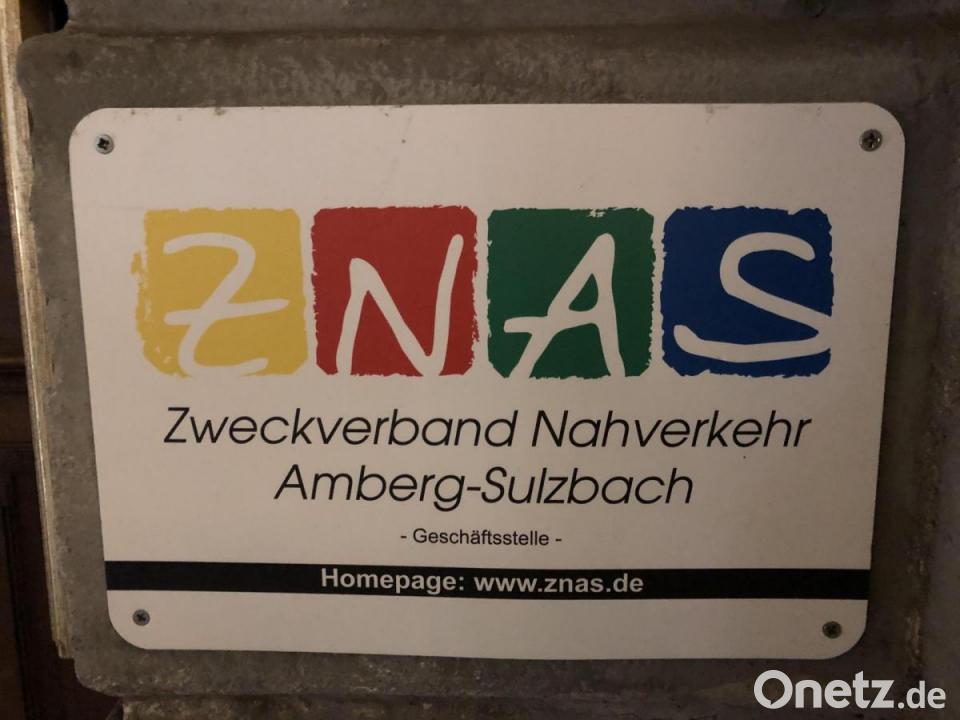 ZNAS
Zweckverband Nahverkehr
Amberg-Sulzbach
- Geschäftsstelle -
Homepage: www.znas.de
Onetz.de